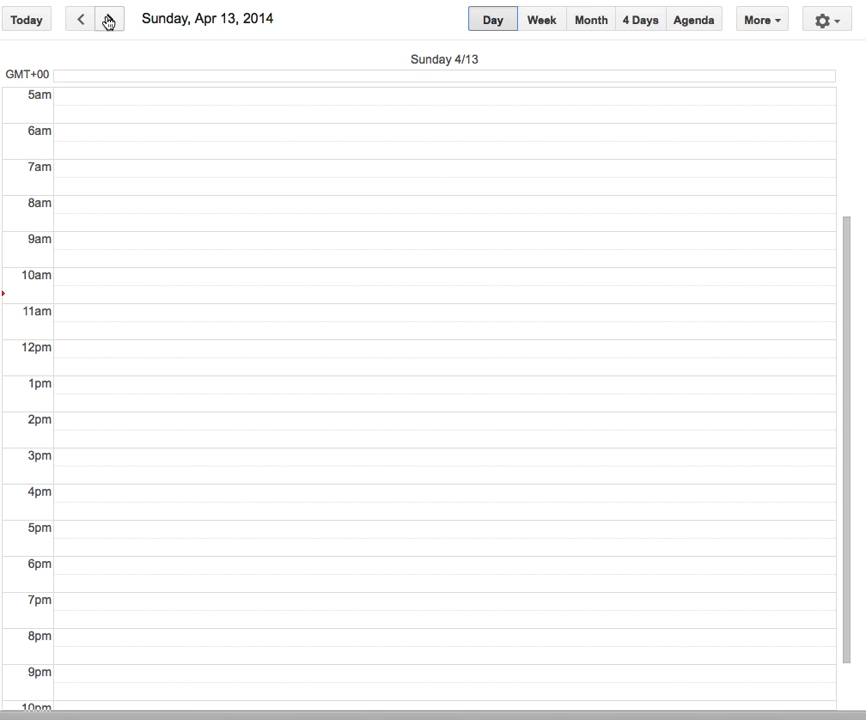 Today Sunday, Apr 13, 2014 Day Week Month 4 Days Agenda More
Sunday 4/13
GMT+00
5am
6am
7am
8am
9am
10am
11am
12pm
1pm
2pm
3pm
4pm
5pm
6pm
7pm
8pm
9pm
10pm